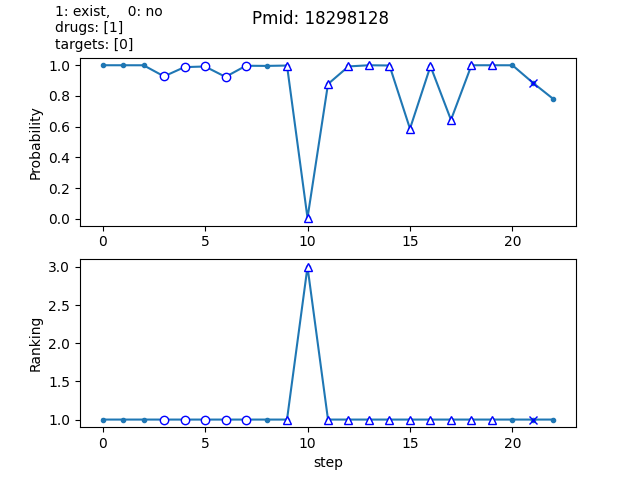 1: exist,    0: no
drugs: [1]
targets: [0]
Pmid: 18298128
1.0
0.8
0.6
0.4
0.2
0.0
Probability
0 5 10 15 20
3.0
2.5
2.0
1.5
1.0
Ranking
0 5 10 15 20
step